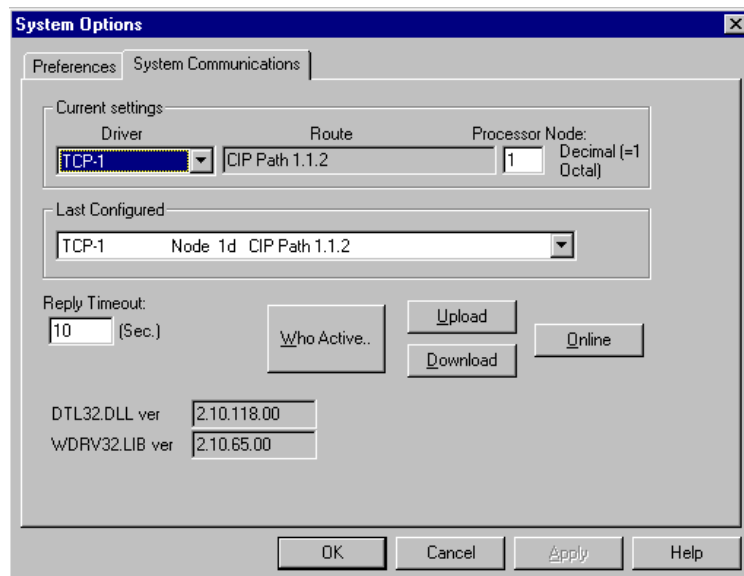 System Options
Preferences
System Communications
Current settings
Driver Route Processor Node:
TCP-1 CIP Path 1.1.2 1 Decimal (=1
Octal)
Last Configured
TCP-1 Node 1d CIP Path 1.1.2
Reply Timeout:
10 (Sec.)
Who Active..
Upload
Download
Online
DTL32.DLL ver 2.10.118.00
WDRV32.LIB ver 2.10.65.00
OK Cancel Apply Help